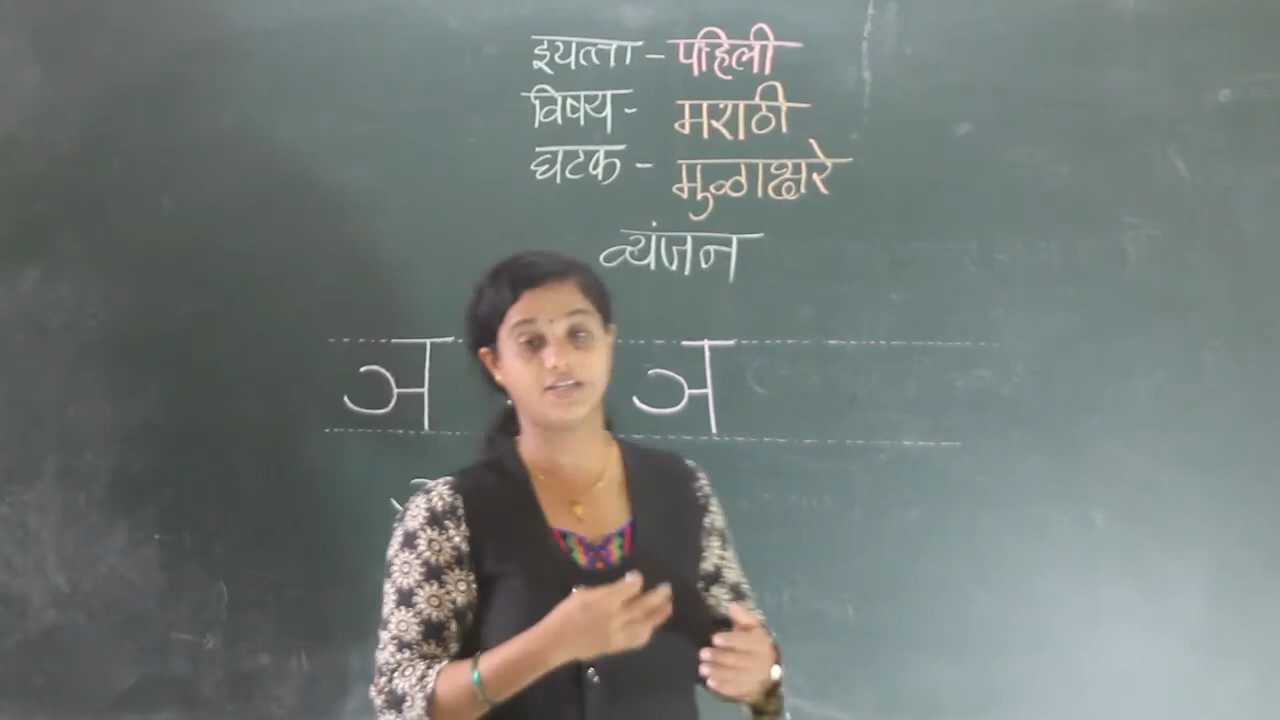 इयत्ता - पहिली
विषय - मराठी
घटक - मुळाक्षरे
व्यंजन
ञ ञ